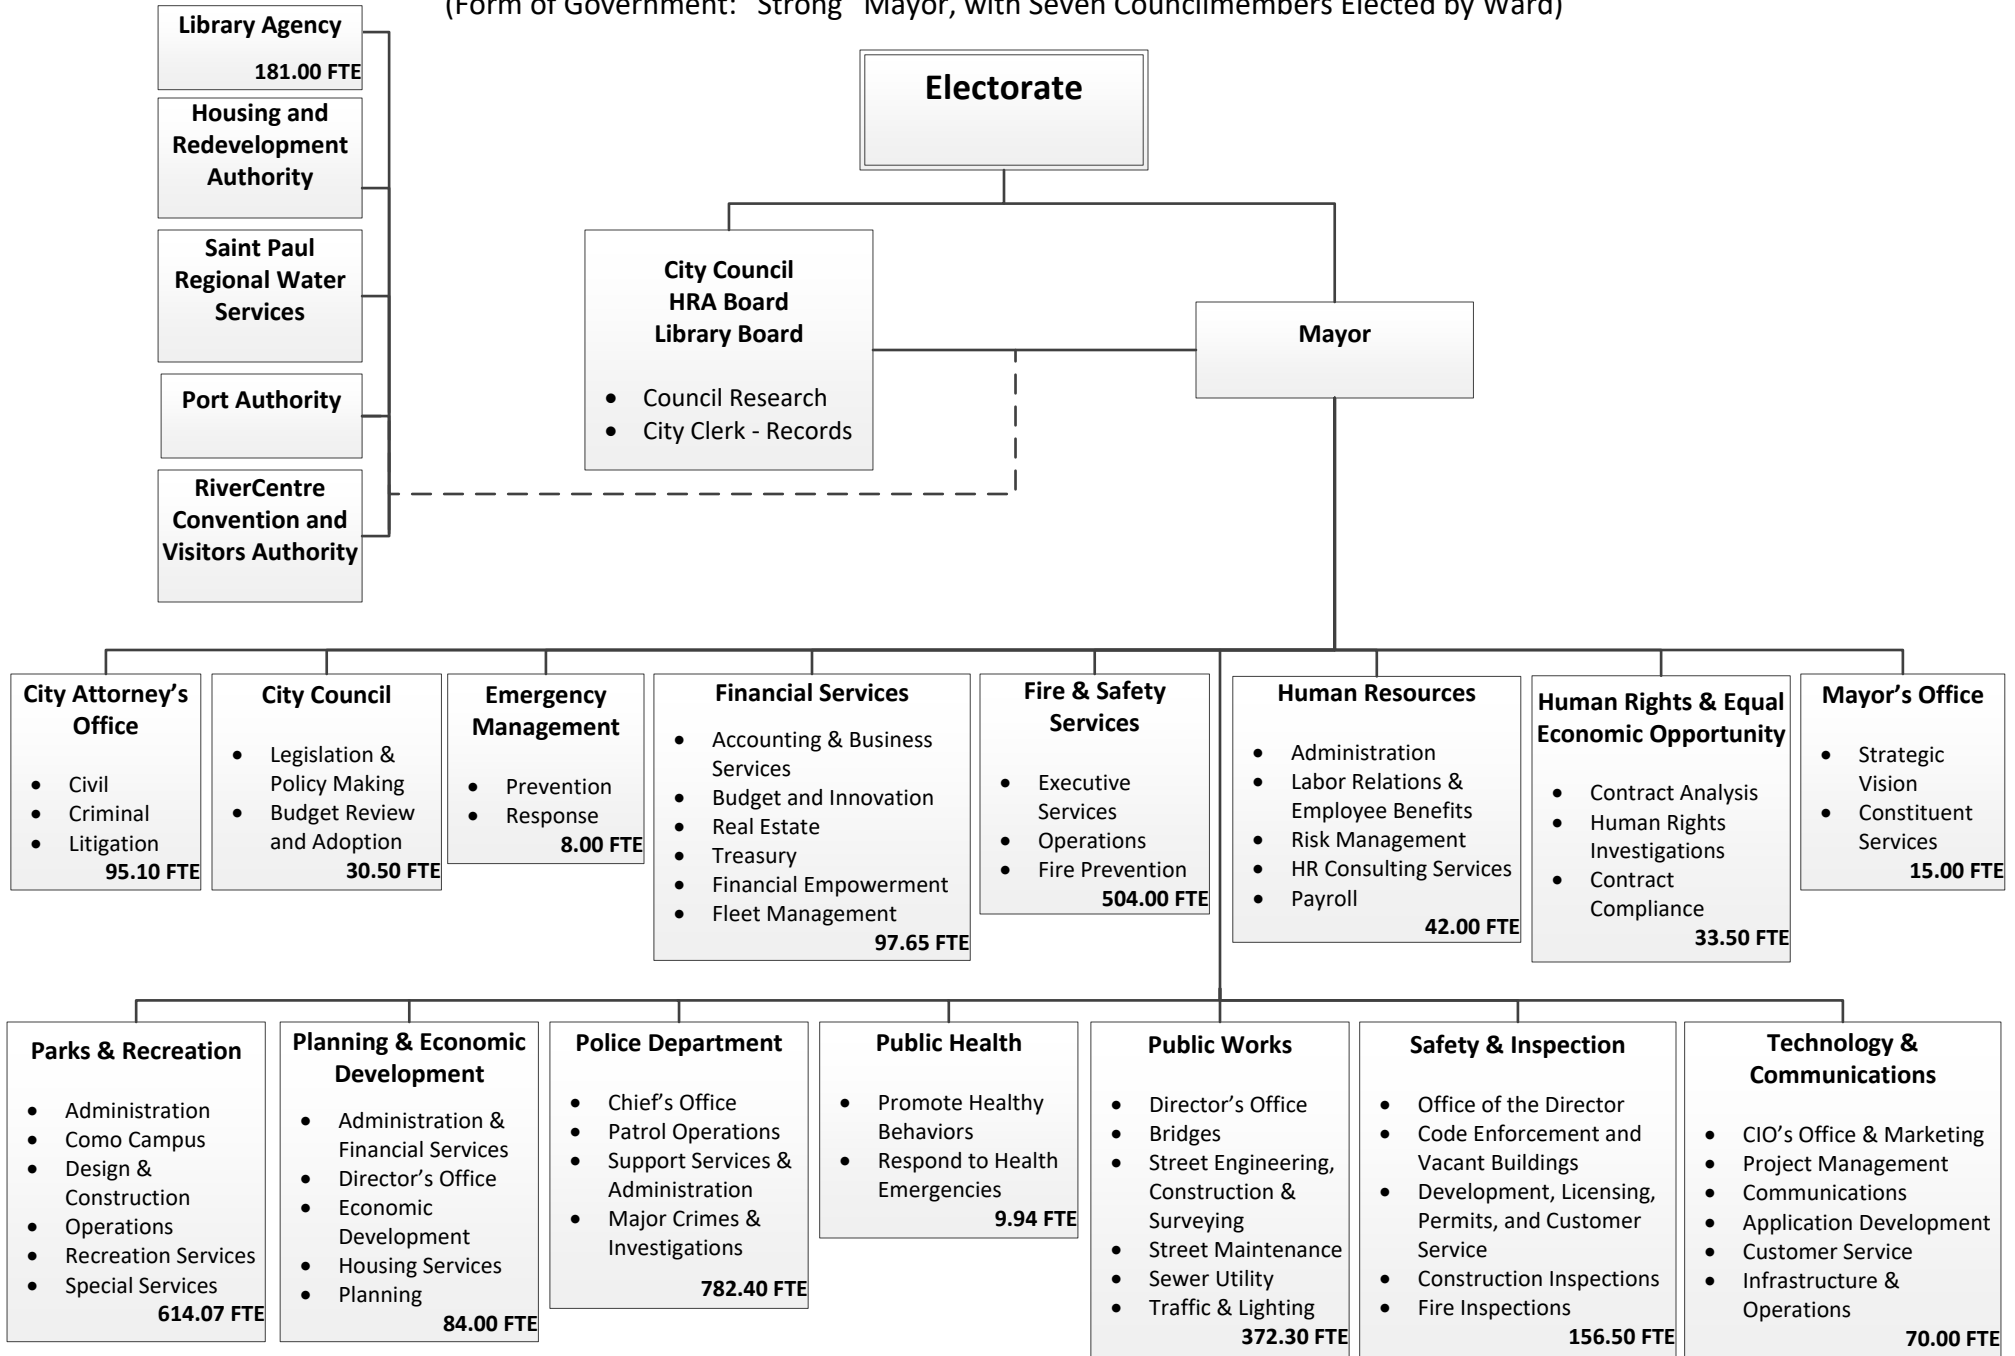 (Form of Government: "Strong" Mayor, with Seven Councilmembers Elected by Ward)
Library Agency
181.00 FTE
Housing and
Redevelopment
Authority
Saint Paul
Regional Water
Services
Port Authority
RiverCentre
Convention and
Visitors Authority
Electorate
City Council
HRA Board
Library Board
• Council Research
• City Clerk - Records
Mayor
City Attorney’s
Office
• Civil
• Criminal
• Litigation
95.10 FTE
City Council
• Legislation &
Policy Making
• Budget Review
and Adoption
30.50 FTE
Emergency
Management
• Prevention
• Response
8.00 FTE
Financial Services
• Accounting & Business
Services
• Budget and Innovation
• Real Estate
• Treasury
• Financial Empowerment
• Fleet Management
97.65 FTE
Fire & Safety
Services
• Executive
Services
• Operations
• Fire Prevention
504.00 FTE
Human Resources
• Administration
• Labor Relations &
Employee Benefits
• Risk Management
• HR Consulting Services
• Payroll
42.00 FTE
Human Rights & Equal
Economic Opportunity
• Contract Analysis
• Human Rights
Investigations
• Contract
Compliance
33.50 FTE
Mayor’s Office
• Strategic
Vision
• Constituent
Services
15.00 FTE
Parks & Recreation
• Administration
• Como Campus
• Design &
Construction
• Operations
• Recreation Services
• Special Services
614.07 FTE
Planning & Economic
Development
• Administration &
Financial Services
• Director’s Office
• Economic
Development
• Housing Services
• Planning
84.00 FTE
Police Department
• Chief’s Office
• Patrol Operations
• Support Services &
Administration
• Major Crimes &
Investigations
782.40 FTE
Public Health
• Promote Healthy
Behaviors
• Respond to Health
Emergencies
9.94 FTE
Public Works
• Director’s Office
• Bridges
• Street Engineering,
Construction &
Surveying
• Street Maintenance
• Sewer Utility
• Traffic & Lighting
372.30 FTE
Safety & Inspection
• Office of the Director
• Code Enforcement and
Vacant Buildings
• Development, Licensing,
Permits, and Customer
Service
• Construction Inspections
• Fire Inspections
156.50 FTE
Technology &
Communications
• CIO’s Office & Marketing
• Project Management
• Communications
• Application Development
• Customer Service
• Infrastructure &
Operations
70.00 FTE